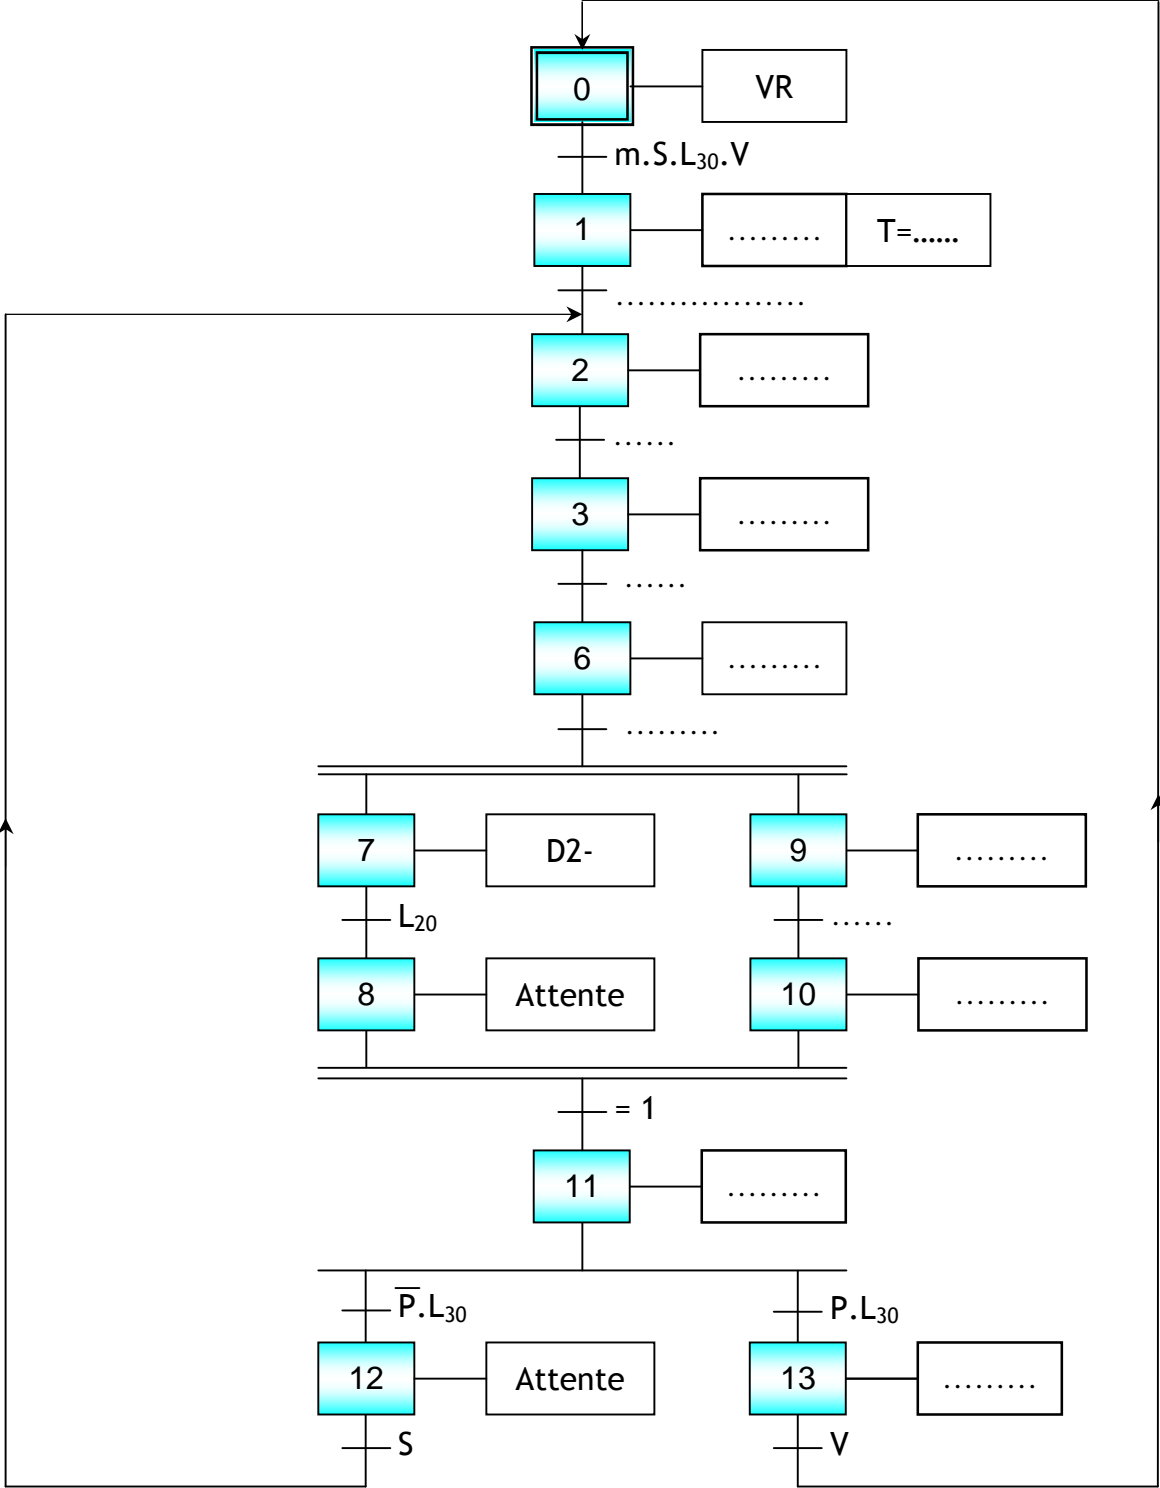 0 VR
m.S.L30.V
1 ......... T=......
..................
2 .........
......
3 .........
......
6 .........
.........
7 D2- 9 .........
L20 ......
8 Attente 10 .........
= 1
11 .........
P̅.L30 P.L30
12 Attente 13 .........
S V